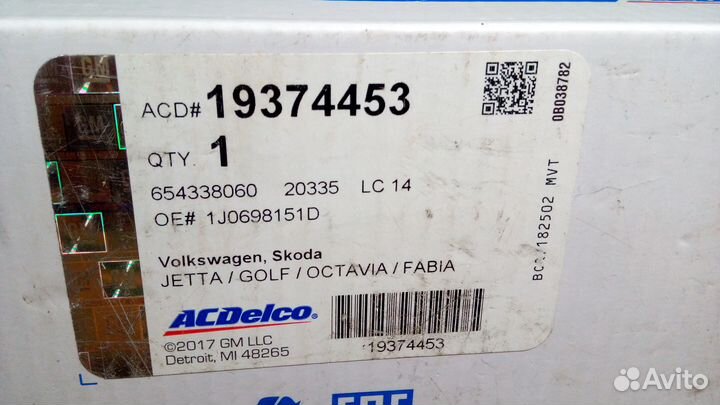 GM
ACD# 19374453
QTY. 1
654338060 20335 LC 14
OE# 1J0698151D
Volkswagen, Skoda
JETTA / GOLF / OCTAVIA / FABIA
ACDelco®
©2017 GM LLC
Detroit, MI 48265
19374453
0B038782
182502 MVT
Avito